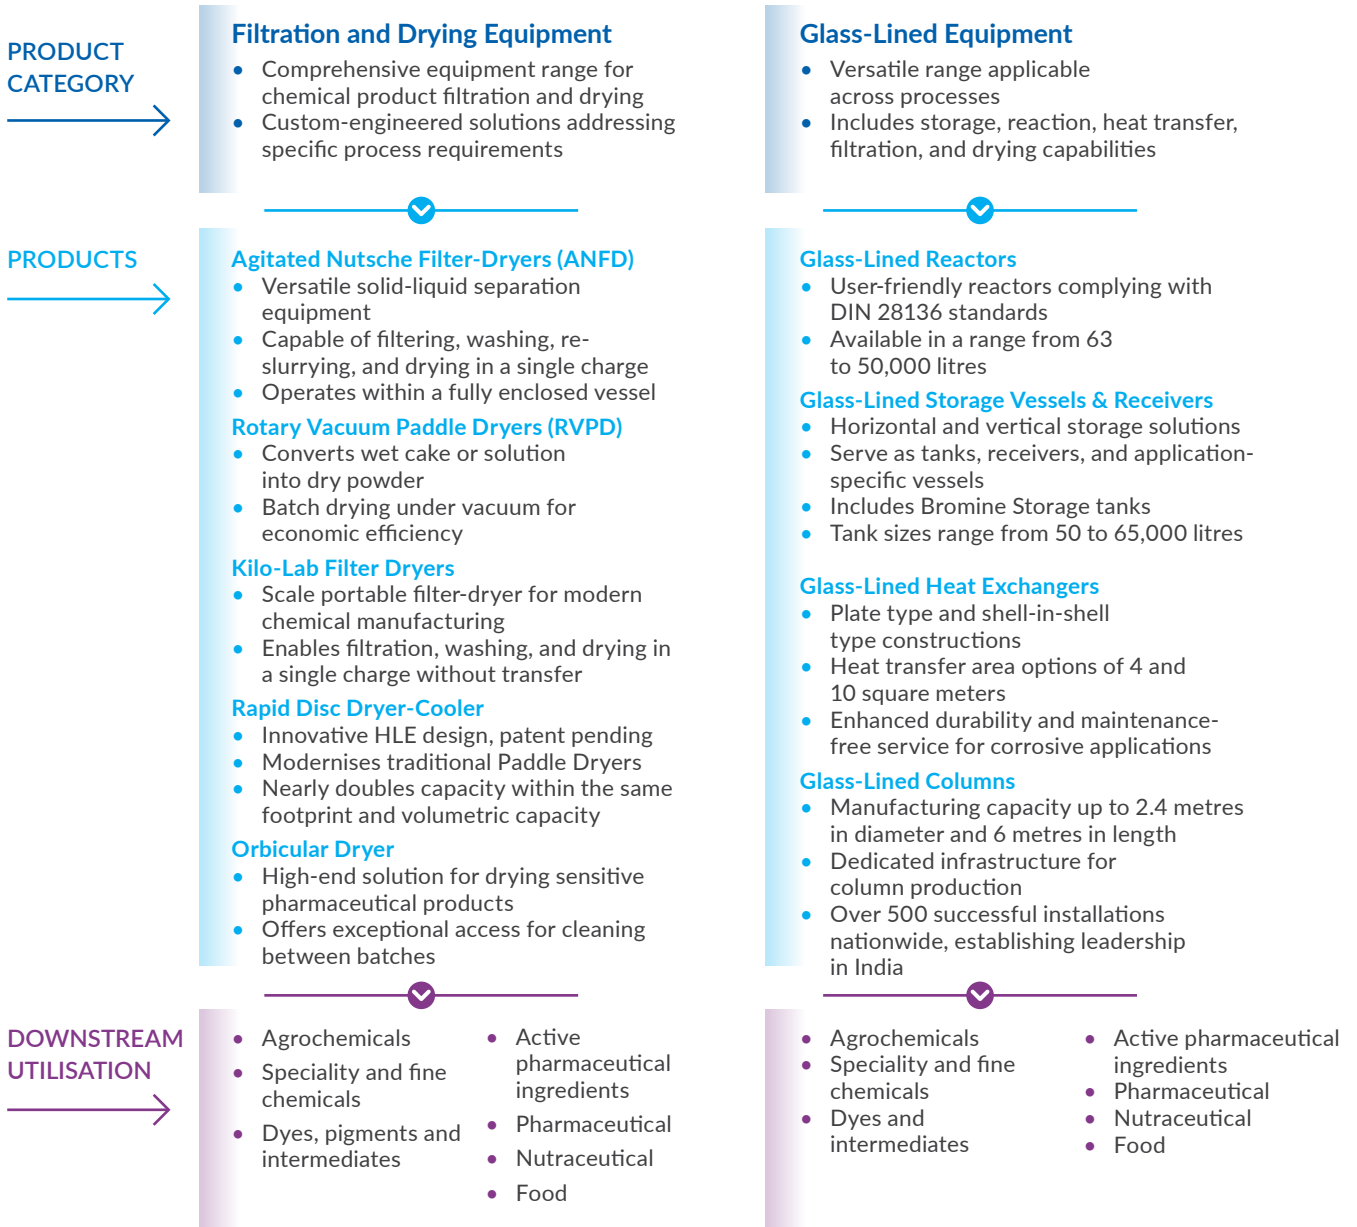 PRODUCT
CATEGORY
Filtration and Drying Equipment
• Comprehensive equipment range for
chemical product filtration and drying
• Custom-engineered solutions addressing
specific process requirements
Glass-Lined Equipment
• Versatile range applicable
across processes
• Includes storage, reaction, heat transfer,
filtration, and drying capabilities
PRODUCTS
Agitated Nutsche Filter-Dryers (ANFD)
• Versatile solid-liquid separation
equipment
• Capable of filtering, washing, re-
slurrying, and drying in a single charge
• Operates within a fully enclosed vessel
Rotary Vacuum Paddle Dryers (RVPD)
• Converts wet cake or solution
into dry powder
• Batch drying under vacuum for
economic efficiency
Kilo-Lab Filter Dryers
• Scale portable filter-dryer for modern
chemical manufacturing
• Enables filtration, washing, and drying in
a single charge without transfer
Rapid Disc Dryer-Cooler
• Innovative HLE design, patent pending
• Modernises traditional Paddle Dryers
• Nearly doubles capacity within the same
footprint and volumetric capacity
Orbicular Dryer
• High-end solution for drying sensitive
pharmaceutical products
• Offers exceptional access for cleaning
between batches
Glass-Lined Reactors
• User-friendly reactors complying with
DIN 28136 standards
• Available in a range from 63
to 50,000 litres
Glass-Lined Storage Vessels & Receivers
• Horizontal and vertical storage solutions
• Serve as tanks, receivers, and application-
specific vessels
• Includes Bromine Storage tanks
• Tank sizes range from 50 to 65,000 litres
Glass-Lined Heat Exchangers
• Plate type and shell-in-shell
type constructions
• Heat transfer area options of 4 and
10 square meters
• Enhanced durability and maintenance-
free service for corrosive applications
Glass-Lined Columns
• Manufacturing capacity up to 2.4 metres
in diameter and 6 metres in length
• Dedicated infrastructure for
column production
• Over 500 successful installations
nationwide, establishing leadership
in India
DOWNSTREAM
UTILISATION
• Agrochemicals
• Speciality and fine
chemicals
• Dyes, pigments and
intermediates
• Active
pharmaceutical
ingredients
• Pharmaceutical
• Nutraceutical
• Food
• Agrochemicals
• Speciality and fine
chemicals
• Dyes and
intermediates
• Active pharmaceutical
ingredients
• Pharmaceutical
• Nutraceutical
• Food